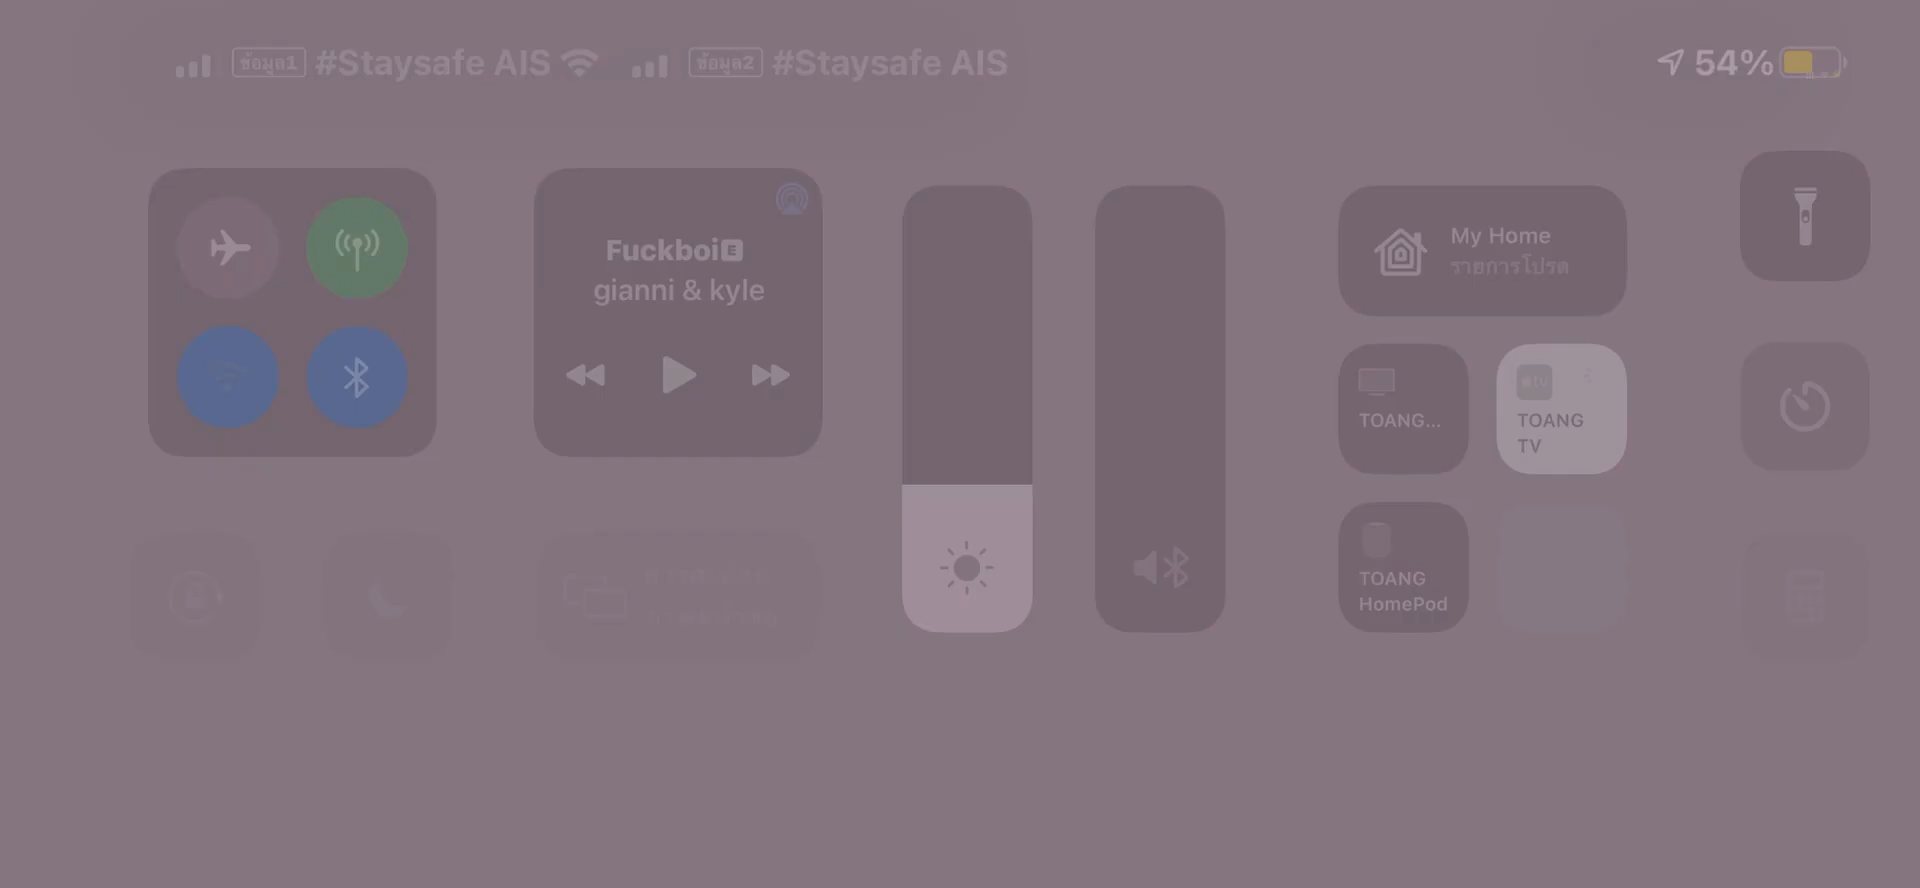 ข้อมูล1 #Staysafe AIS ข้อมูล2 #Staysafe AIS
54%
Fuckboi E
gianni & kyle
My Home
รายการโปรด
TOANG...
tv
TOANG
TV
TOANG
HomePod